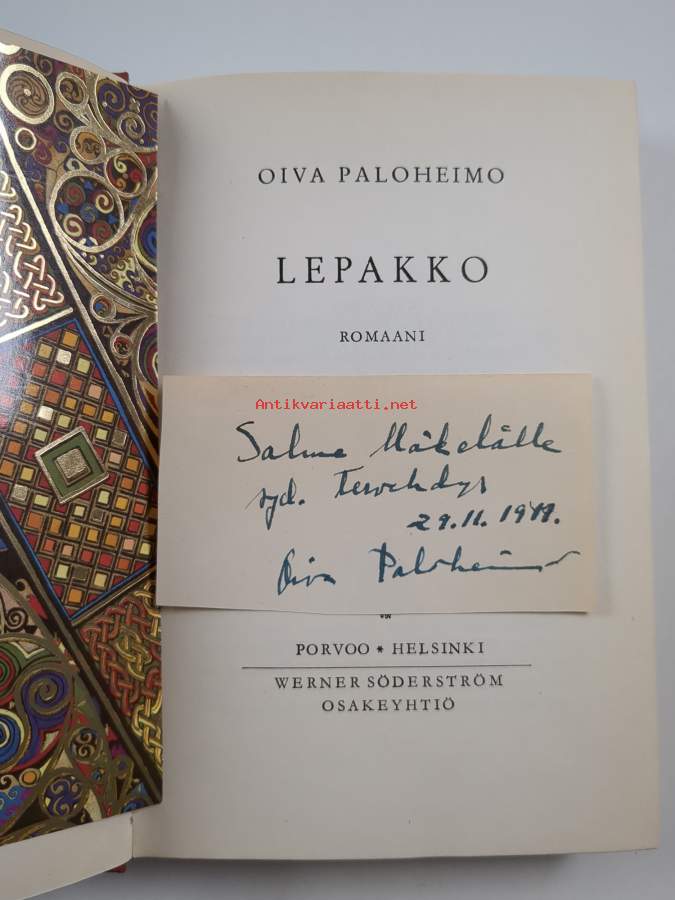 OIVA PALOHEIMO
LEPAKKO
ROMAANI
Antikvariaatti.net
Salme Mäkelälle
syd. Tervehdys
29.11.1949.
Oiva Paloheimo
PORVOO * HELSINKI
WERNER SÖDERSTRÖM
OSAKEYHTIÖ